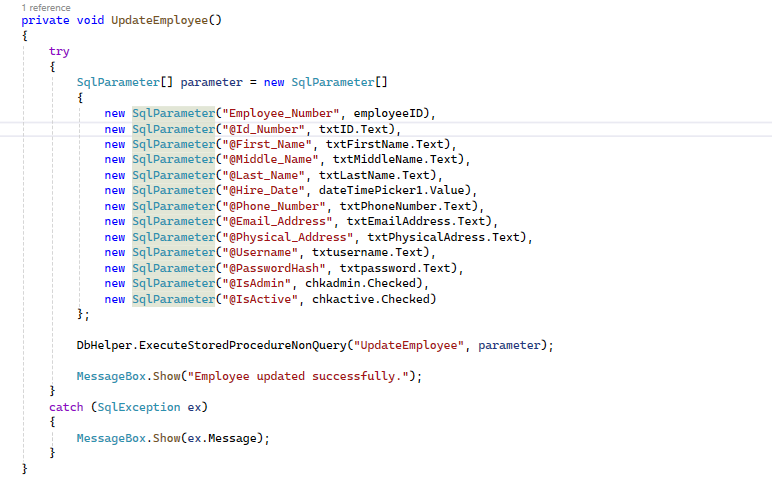 1 reference
private void UpdateEmployee()
{
try
{
SqlParameter[] parameter = new SqlParameter[]
{
new SqlParameter("Employee_Number", employeeID),
new SqlParameter("@Id_Number", txtID.Text),
new SqlParameter("@First_Name", txtFirstName.Text),
new SqlParameter("@Middle_Name", txtMiddleName.Text),
new SqlParameter("@Last_Name", txtLastName.Text),
new SqlParameter("@Hire_Date", dateTimePicker1.Value),
new SqlParameter("@Phone_Number", txtPhoneNumber.Text),
new SqlParameter("@Email_Address", txtEmailAddress.Text),
new SqlParameter("@Physical_Address", txtPhysicalAdress.Text),
new SqlParameter("@Username", txtusername.Text),
new SqlParameter("@PasswordHash", txtpassword.Text),
new SqlParameter("@IsAdmin", chkadmin.Checked),
new SqlParameter("@IsActive", chkactive.Checked)
};
DbHelper.ExecuteStoredProcedureNonQuery("UpdateEmployee", parameter);
MessageBox.Show("Employee updated successfully.");
}
catch (SqlException ex)
{
MessageBox.Show(ex.Message);
}
}